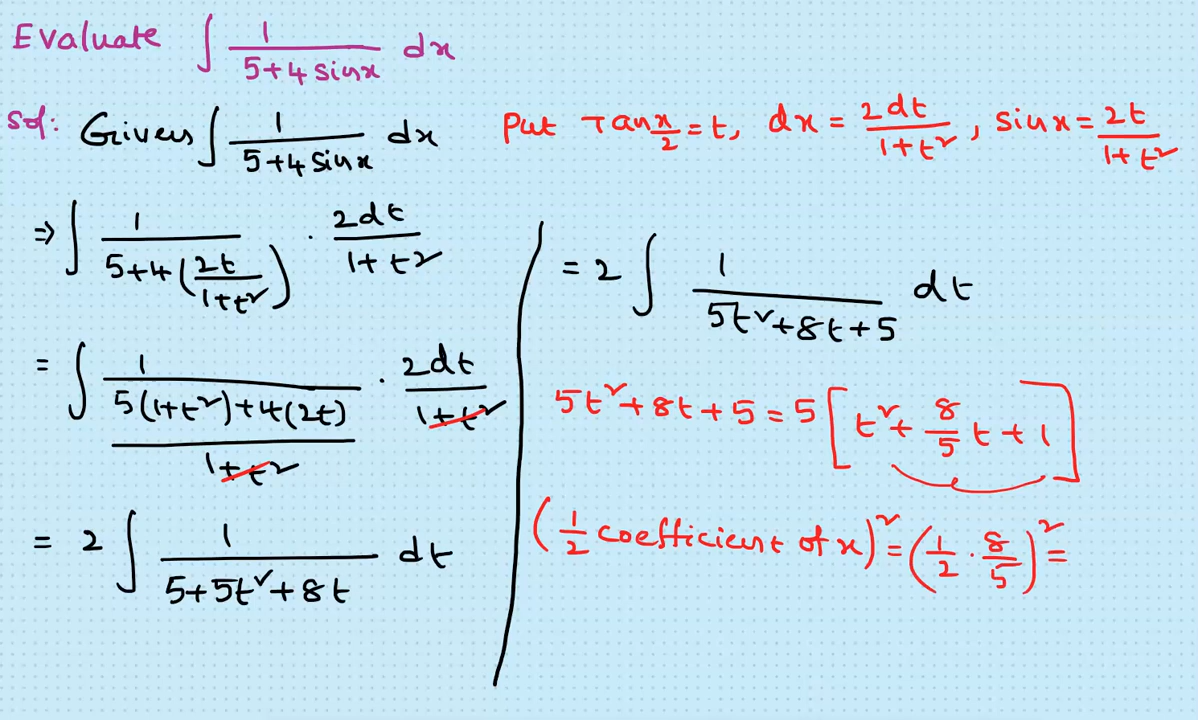 Evaluate ∫ 1/(5+4 sinx) dx
Sol: Given ∫ 1/(5+4 sinx) dx   Put Tan x/2 = t, dx = 2dt/(1+t²), sinx = 2t/(1+t²)
⇒ ∫ 1/(5+4(2t/(1+t²))) · 2dt/(1+t²)
= ∫ 1/((5(1+t²)+4(2t))/(1+t²)) · 2dt/(1+t²)
= 2 ∫ 1/(5+5t²+8t) dt
= 2 ∫ 1/(5t²+8t+5) dt
5t²+8t+5 = 5[t²+8/5 t+1]
(1/2 coefficient of x)² = (1/2 · 8/5)² =